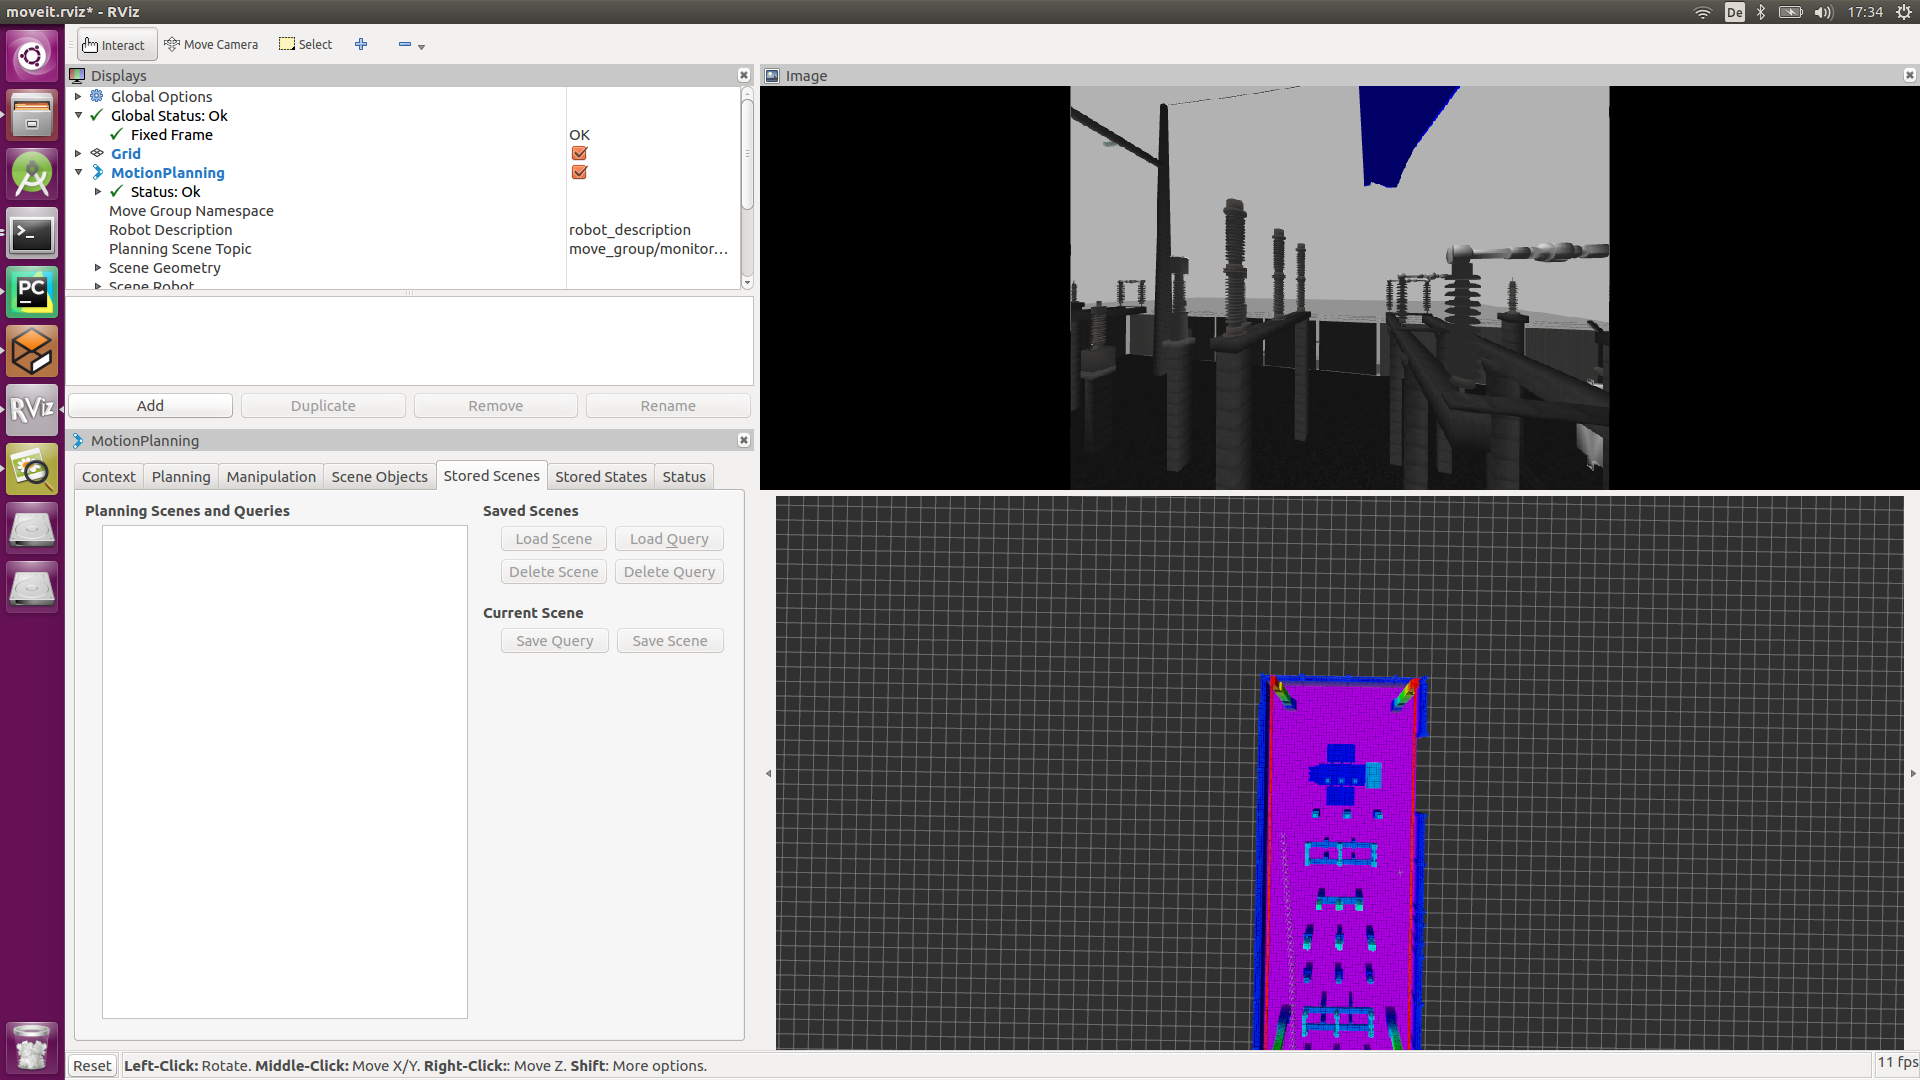 moveit.rviz* - RViz
De
17:34
Interact
Move Camera
Select
Displays
Global Options
Global Status: Ok
Fixed Frame
OK
Grid
MotionPlanning
Status: Ok
Move Group Namespace
Robot Description
robot_description
Planning Scene Topic
move_group/monitor...
Scene Geometry
Scene Robot
Add
Duplicate
Remove
Rename
MotionPlanning
Context
Planning
Manipulation
Scene Objects
Stored Scenes
Stored States
Status
Planning Scenes and Queries
Saved Scenes
Load Scene
Load Query
Delete Scene
Delete Query
Current Scene
Save Query
Save Scene
Image
PC
RViz
Reset
Left-Click: Rotate. Middle-Click: Move X/Y. Right-Click:: Move Z. Shift: More options.
11 fps